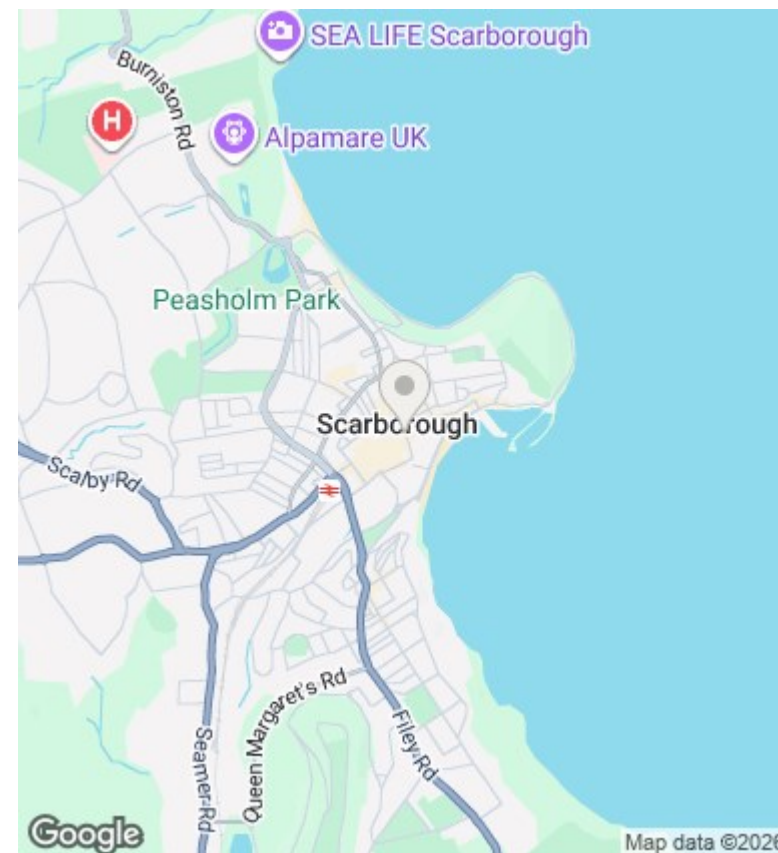 SEA LIFE Scarborough
Burniston Rd
H
Alpamare UK
Peasholm Park
Scarborough
Scalby Rd
Queen Margaret's Rd
Filey Rd
Seamer Rd
Google
Map data ©2026